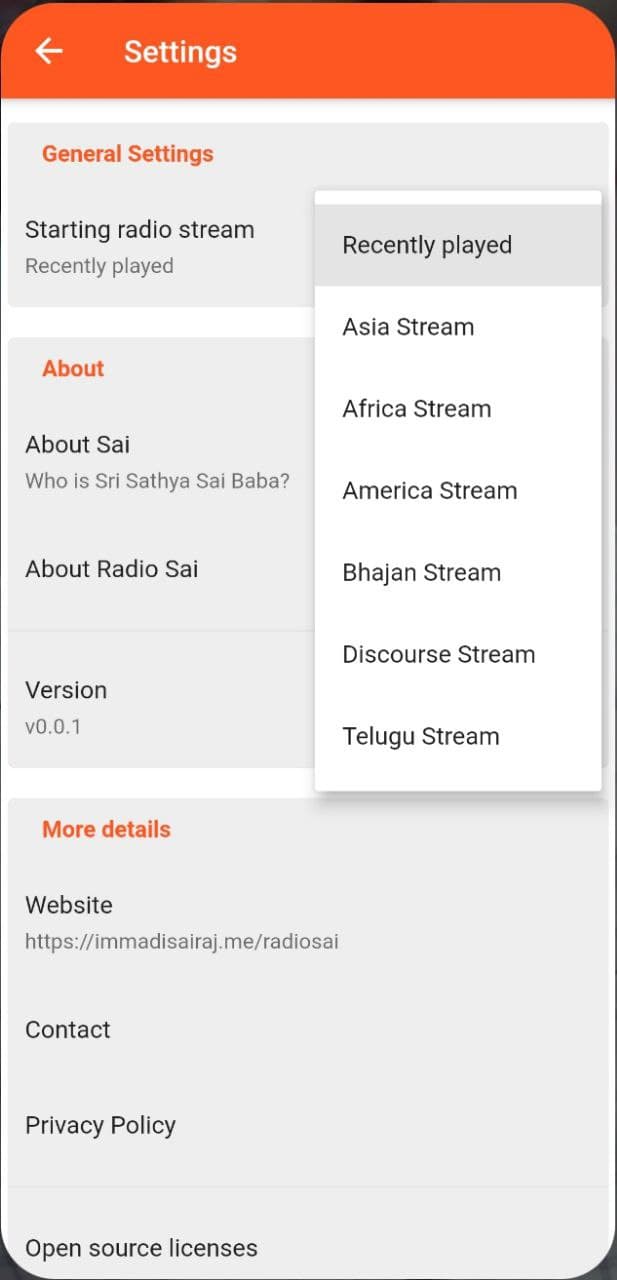 Settings
General Settings
Starting radio stream
Recently played
Recently played
Asia Stream
Africa Stream
America Stream
Bhajan Stream
Discourse Stream
Telugu Stream
About
About Sai
Who is Sri Sathya Sai Baba?
About Radio Sai
Version
v0.0.1
More details
Website
https://immadisairaj.me/radiosai
Contact
Privacy Policy
Open source licenses